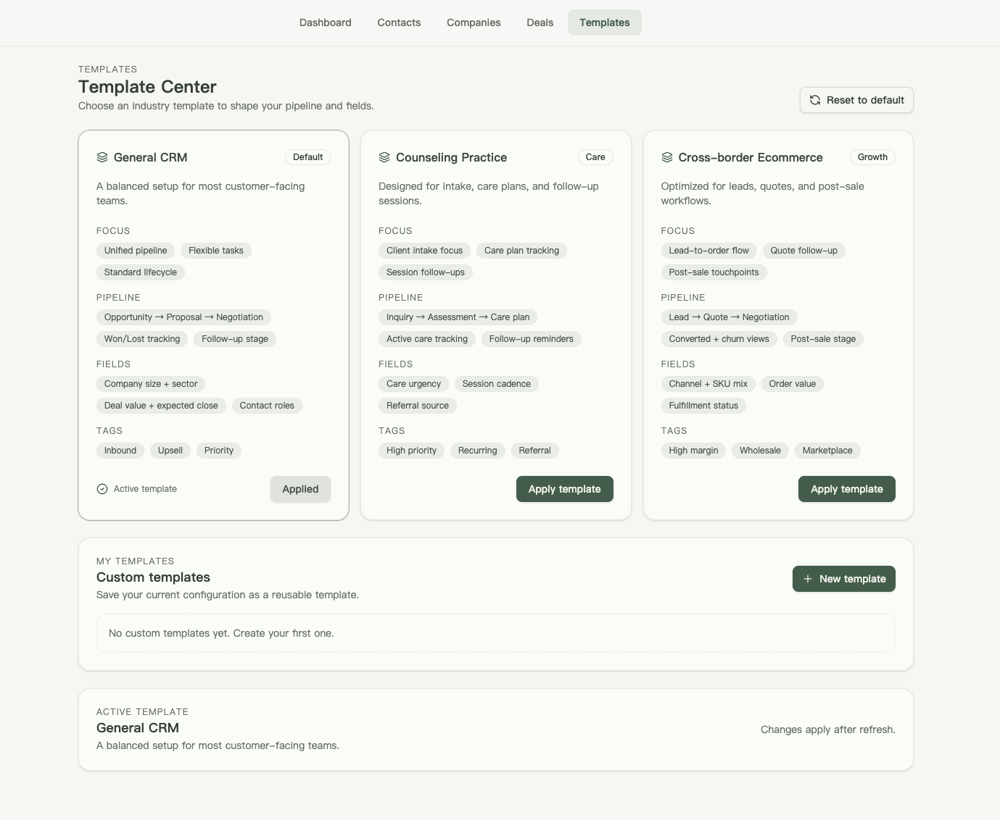 Dashboard Contacts Companies Deals Templates
TEMPLATES
Template Center
Choose an industry template to shape your pipeline and fields.
Reset to default
General CRM Default
A balanced setup for most customer-facing
teams.
FOCUS
Unified pipeline Flexible tasks
Standard lifecycle
PIPELINE
Opportunity → Proposal → Negotiation
Won/Lost tracking Follow-up stage
FIELDS
Company size + sector
Deal value + expected close Contact roles
TAGS
Inbound Upsell Priority
Active template Applied
Counseling Practice Care
Designed for intake, care plans, and follow-up
sessions.
FOCUS
Client intake focus Care plan tracking
Session follow-ups
PIPELINE
Inquiry → Assessment → Care plan
Active care tracking Follow-up reminders
FIELDS
Care urgency Session cadence
Referral source
TAGS
High priority Recurring Referral
Apply template
Cross-border Ecommerce Growth
Optimized for leads, quotes, and post-sale
workflows.
FOCUS
Lead-to-order flow Quote follow-up
Post-sale touchpoints
PIPELINE
Lead → Quote → Negotiation
Converted + churn views Post-sale stage
FIELDS
Channel + SKU mix Order value
Fulfillment status
TAGS
High margin Wholesale Marketplace
Apply template
MY TEMPLATES
Custom templates
Save your current configuration as a reusable template.
New template
No custom templates yet. Create your first one.
ACTIVE TEMPLATE
General CRM
A balanced setup for most customer-facing teams.
Changes apply after refresh.